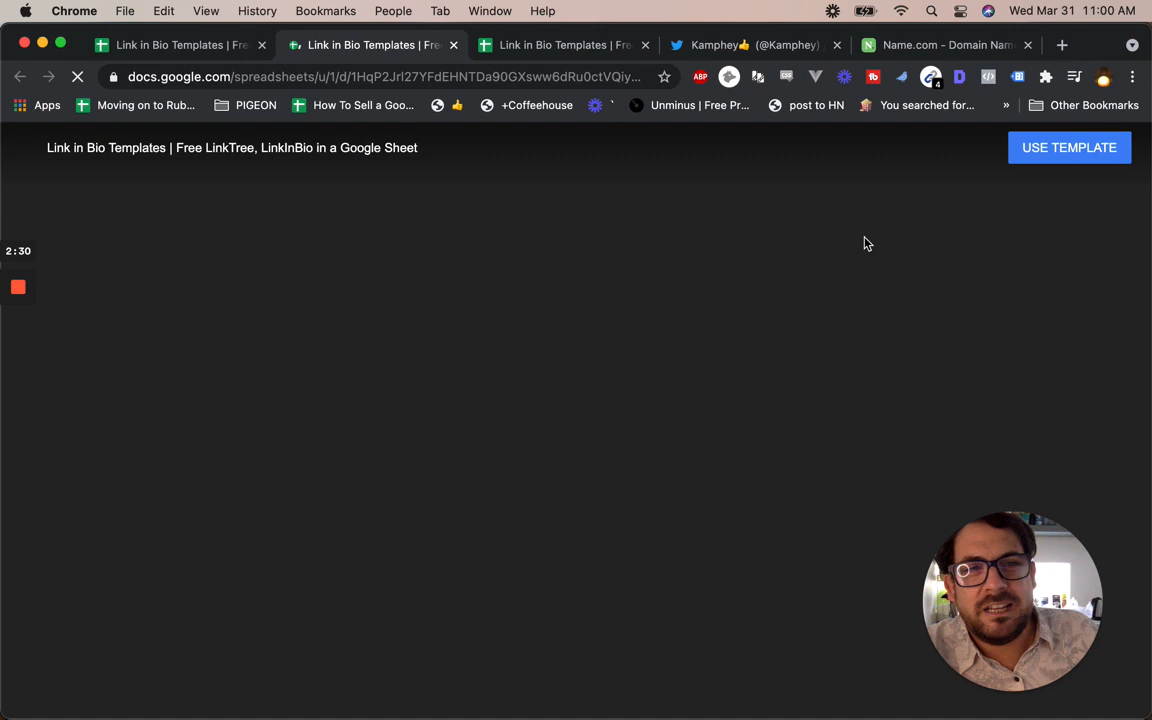 Chrome File Edit View History Bookmarks People Tab Window Help Wed Mar 31 11:00 AM
Link in Bio Templates | Fre Link in Bio Templates | Fre Link in Bio Templates | Fre Kamphey👍 (@Kamphey) Name.com - Domain Nam
docs.google.com/spreadsheets/u/1/d/1HqP2Jrl27YFdEHNTDa90GXsww6dRu0ctVQiy...
ABP CSS tb D 4
Apps Moving on to Rub... PIGEON How To Sell a Goo... 👍 +Coffeehouse ` Unminus | Free Pr... post to HN You searched for... » Other Bookmarks
Link in Bio Templates | Free LinkTree, LinkInBio in a Google Sheet USE TEMPLATE
2:30